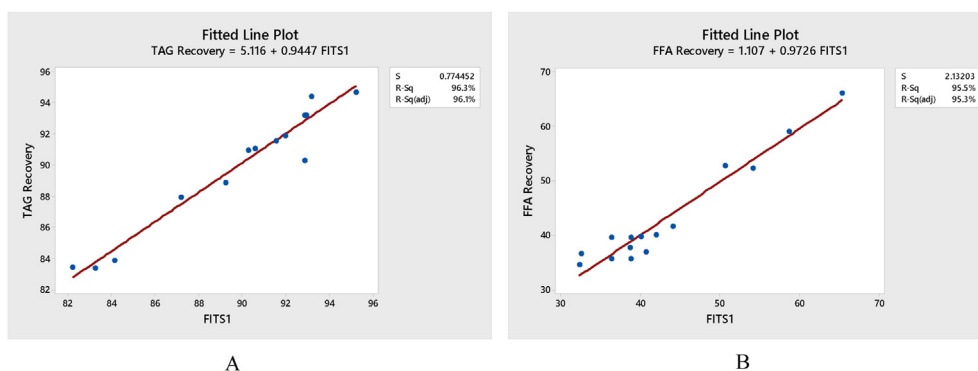 Fitted Line Plot
TAG Recovery = 5.116 + 0.9447 FITS1
S 0.774452
R-Sq 96.3%
R-Sq(adj) 96.1%
96
94
92
90
88
86
84
82
TAG Recovery
82 84 86 88 90 92 94 96
FITS1
A
Fitted Line Plot
FFA Recovery = 1.107 + 0.9726 FITS1
S 2.13203
R-Sq 95.5%
R-Sq(adj) 95.3%
70
60
50
40
30
FFA Recovery
30 40 50 60 70
FITS1
B